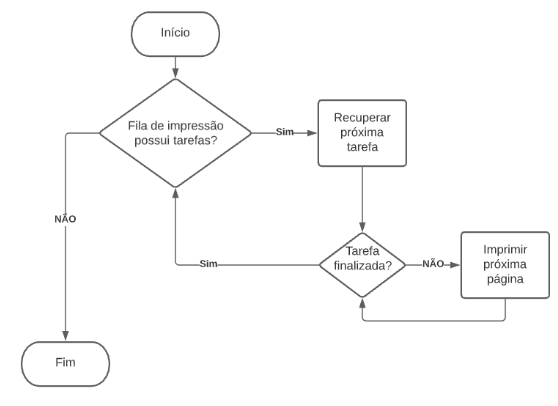 Início
Fila de impressão
possui tarefas?
Sim
Recuperar
próxima
tarefa
NÃO
Sim
Tarefa
finalizada?
NÃO
Imprimir
próxima
página
Fim